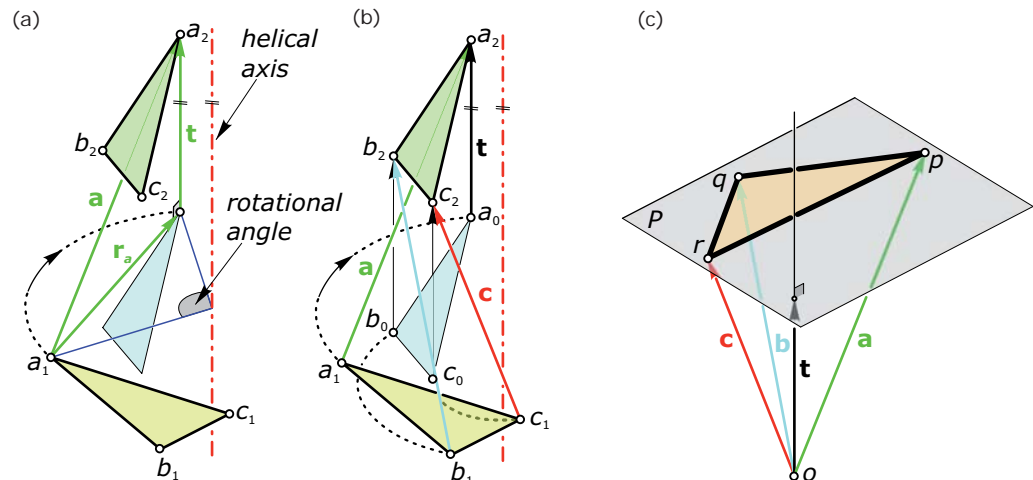 (a)
a₂
helical
axis
t
b₂
c₂
a
rotational
angle
rₐ
a₁
c₁
b₁
(b)
a₂
b₂
t
c₂
a₀
a
c
b₀
a₁
c₀
c₁
b₁
(c)
q
p
P
r
c
b
t
a
o